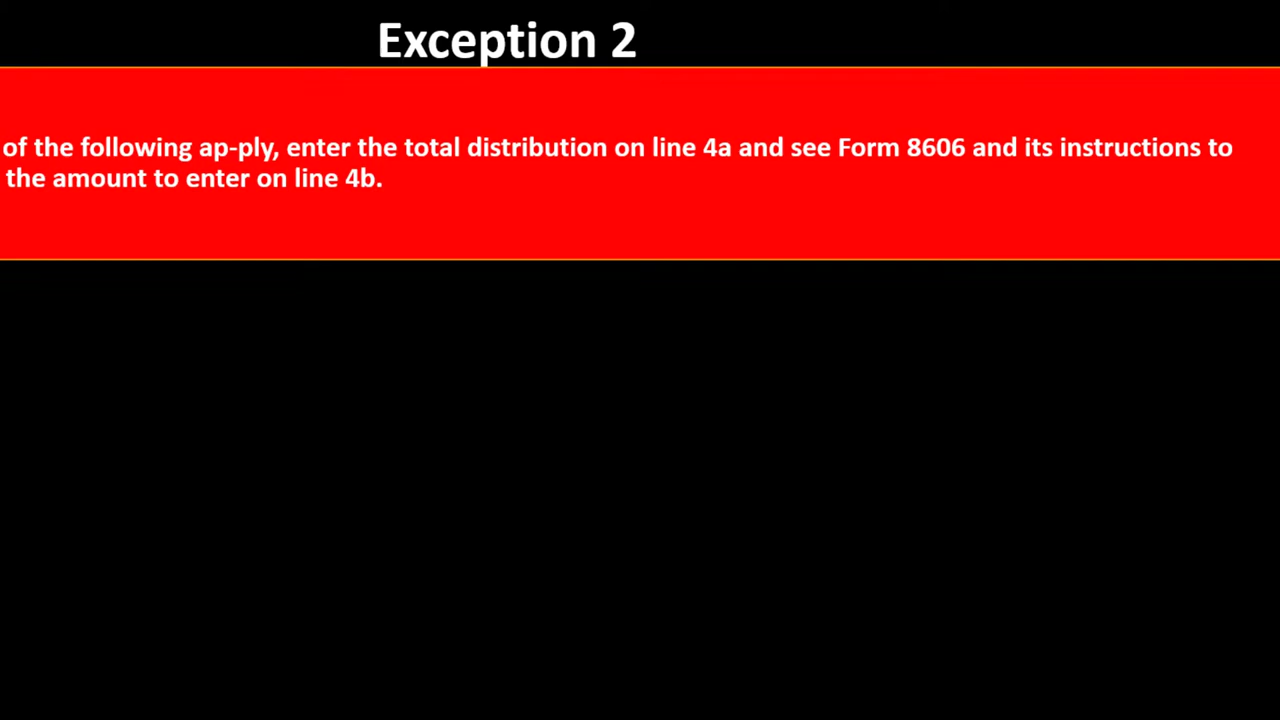 Exception 2
of the following ap-ply, enter the total distribution on line 4a and see Form 8606 and its instructions to
the amount to enter on line 4b.